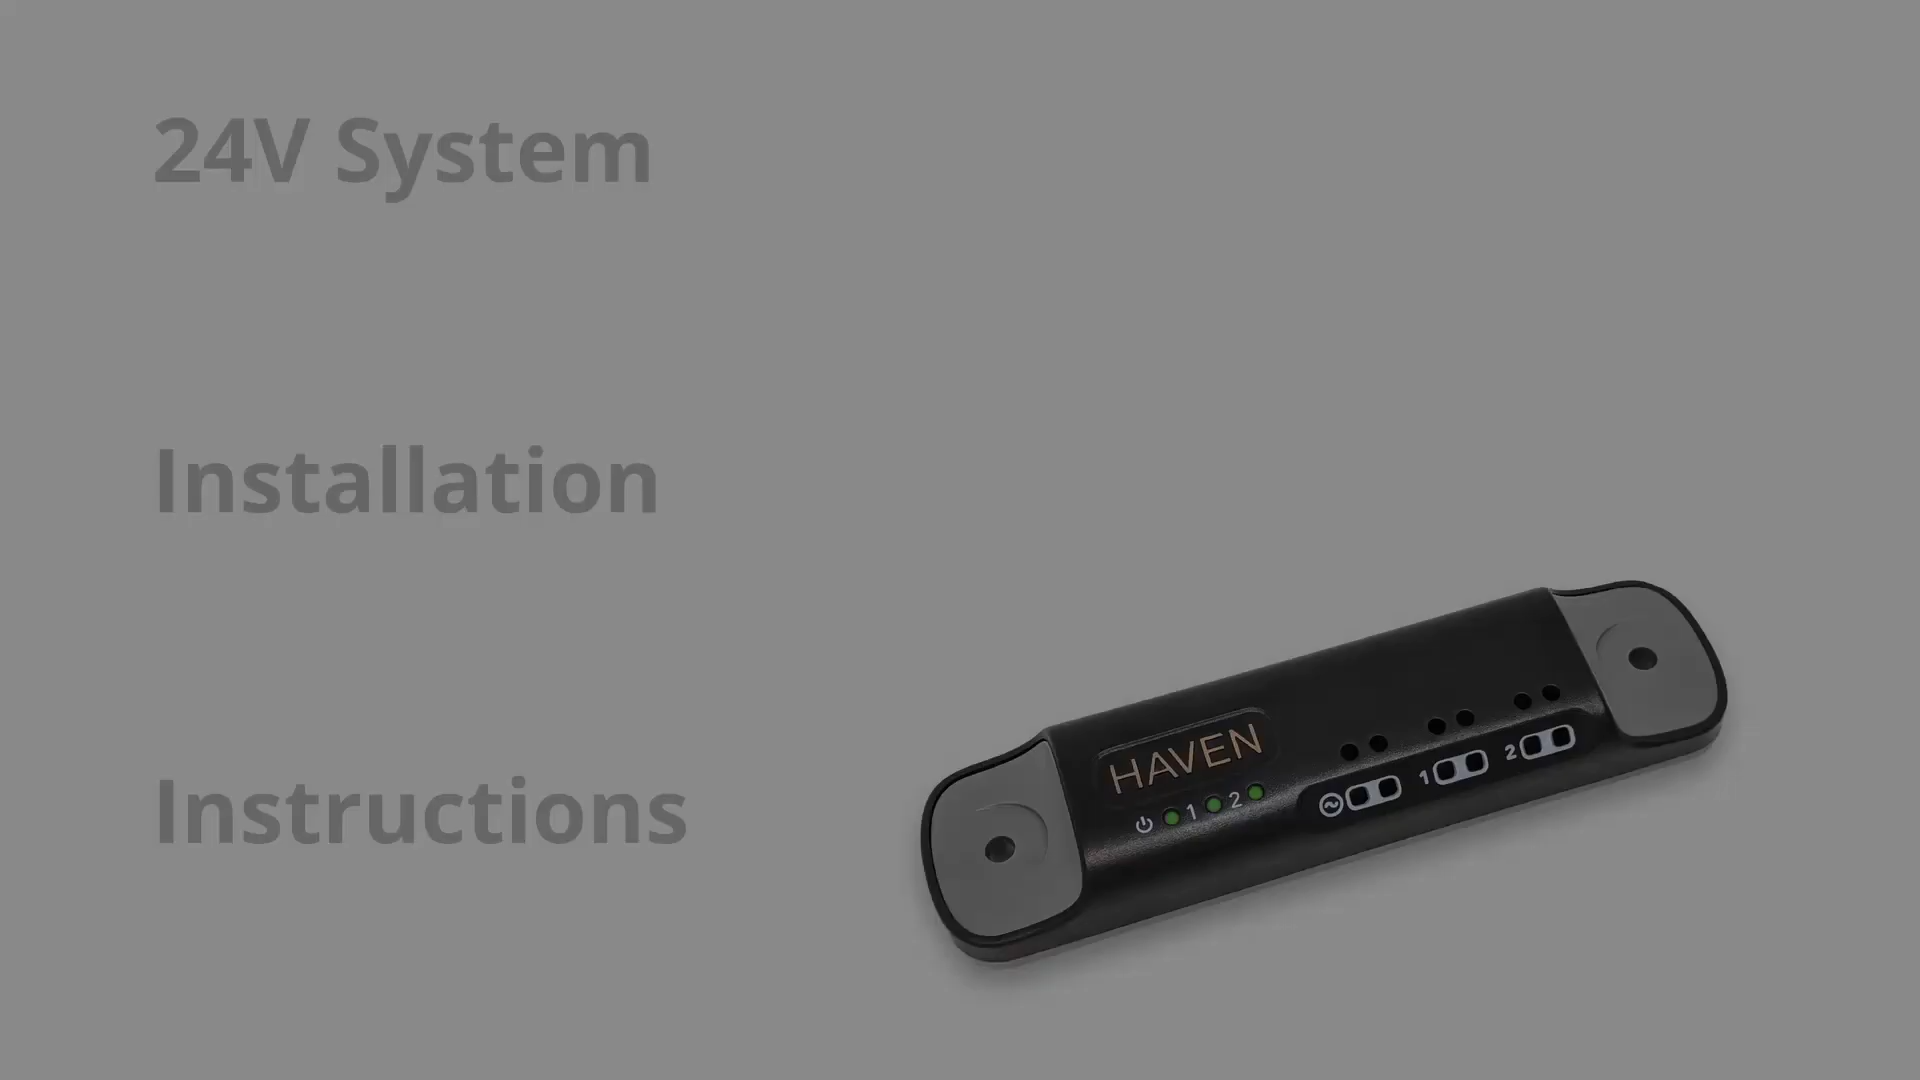 24V System
Installation
Instructions
HAVEN
1 2
1 2